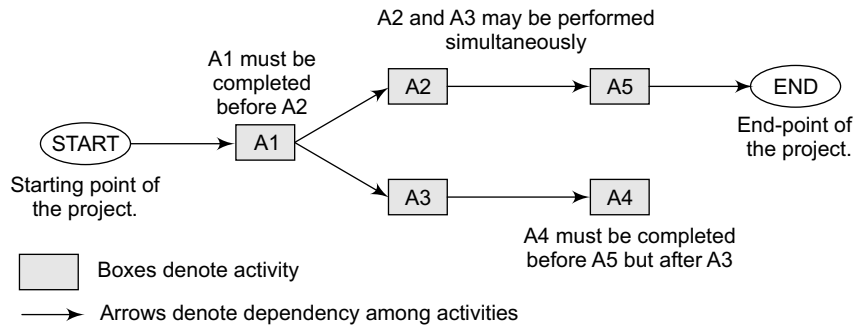 A2 and A3 may be performed
simultaneously
A1 must be
completed
before A2
A2
A5
END
End-point of
the project.
START
A1
Starting point of
the project.
A3
A4
A4 must be completed
before A5 but after A3
Boxes denote activity
Arrows denote dependency among activities